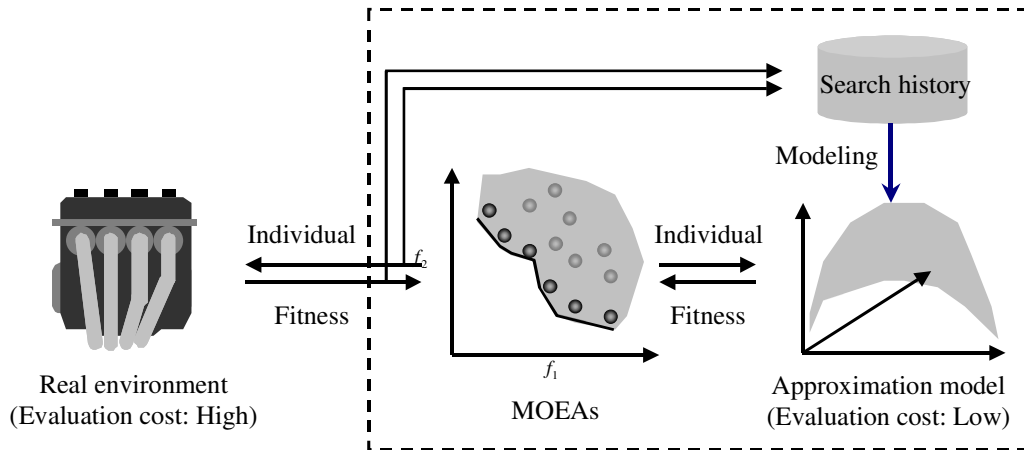 Search history
Modeling
Individual
Fitness
Real environment
(Evaluation cost: High)
f2
f1
MOEAs
Individual
Fitness
Approximation model
(Evaluation cost: Low)